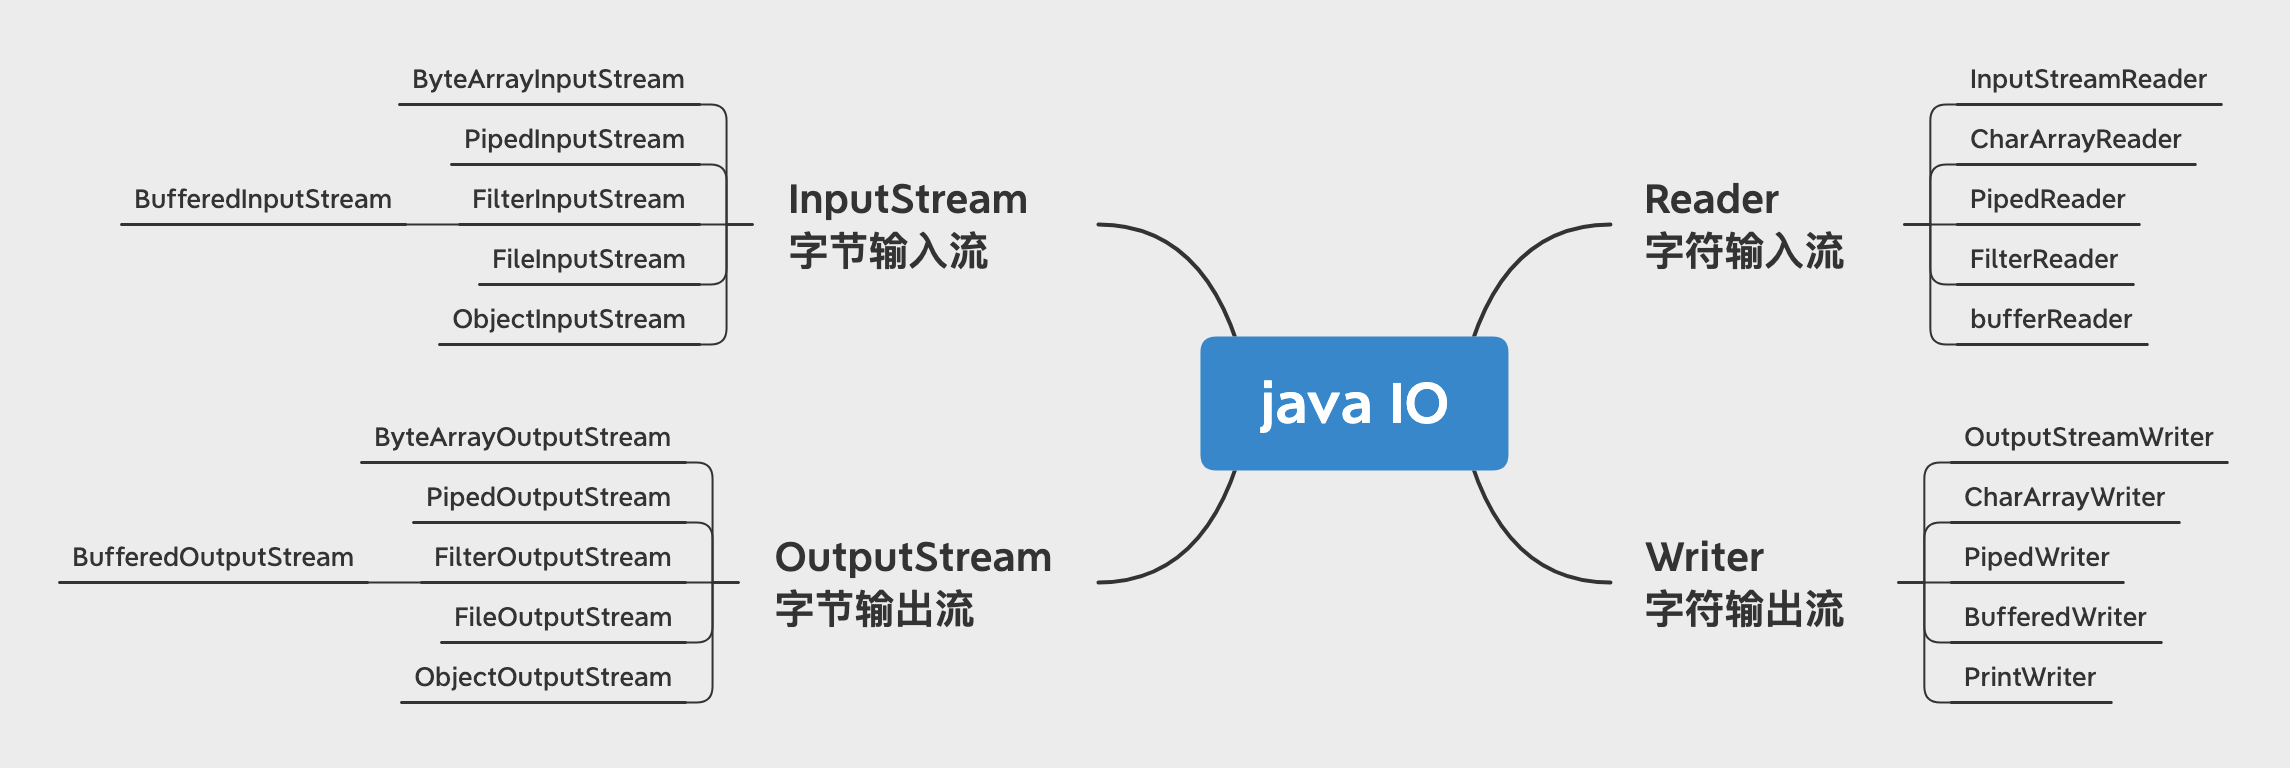 ByteArrayInputStream
PipedInputStream
BufferedInputStream
FilterInputStream
FileInputStream
ObjectInputStream
InputStream
字节输入流
ByteArrayOutputStream
PipedOutputStream
BufferedOutputStream
FilterOutputStream
FileOutputStream
ObjectOutputStream
OutputStream
字节输出流
java IO
Reader
字符输入流
InputStreamReader
CharArrayReader
PipedReader
FilterReader
bufferReader
Writer
字符输出流
OutputStreamWriter
CharArrayWriter
PipedWriter
BufferedWriter
PrintWriter